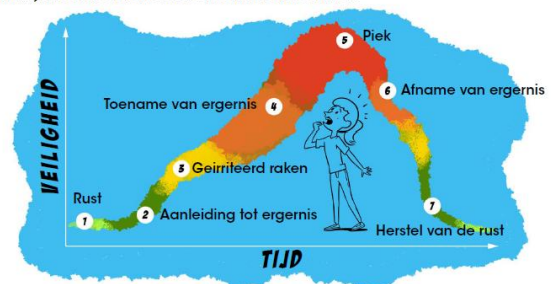 5 Piek
6 Afname van ergernis
Toename van ergernis 4
3 Geïrriteerd raken
Rust
1
2 Aanleiding tot ergernis
7
Herstel van de rust
VEILIGHEID
TIJD